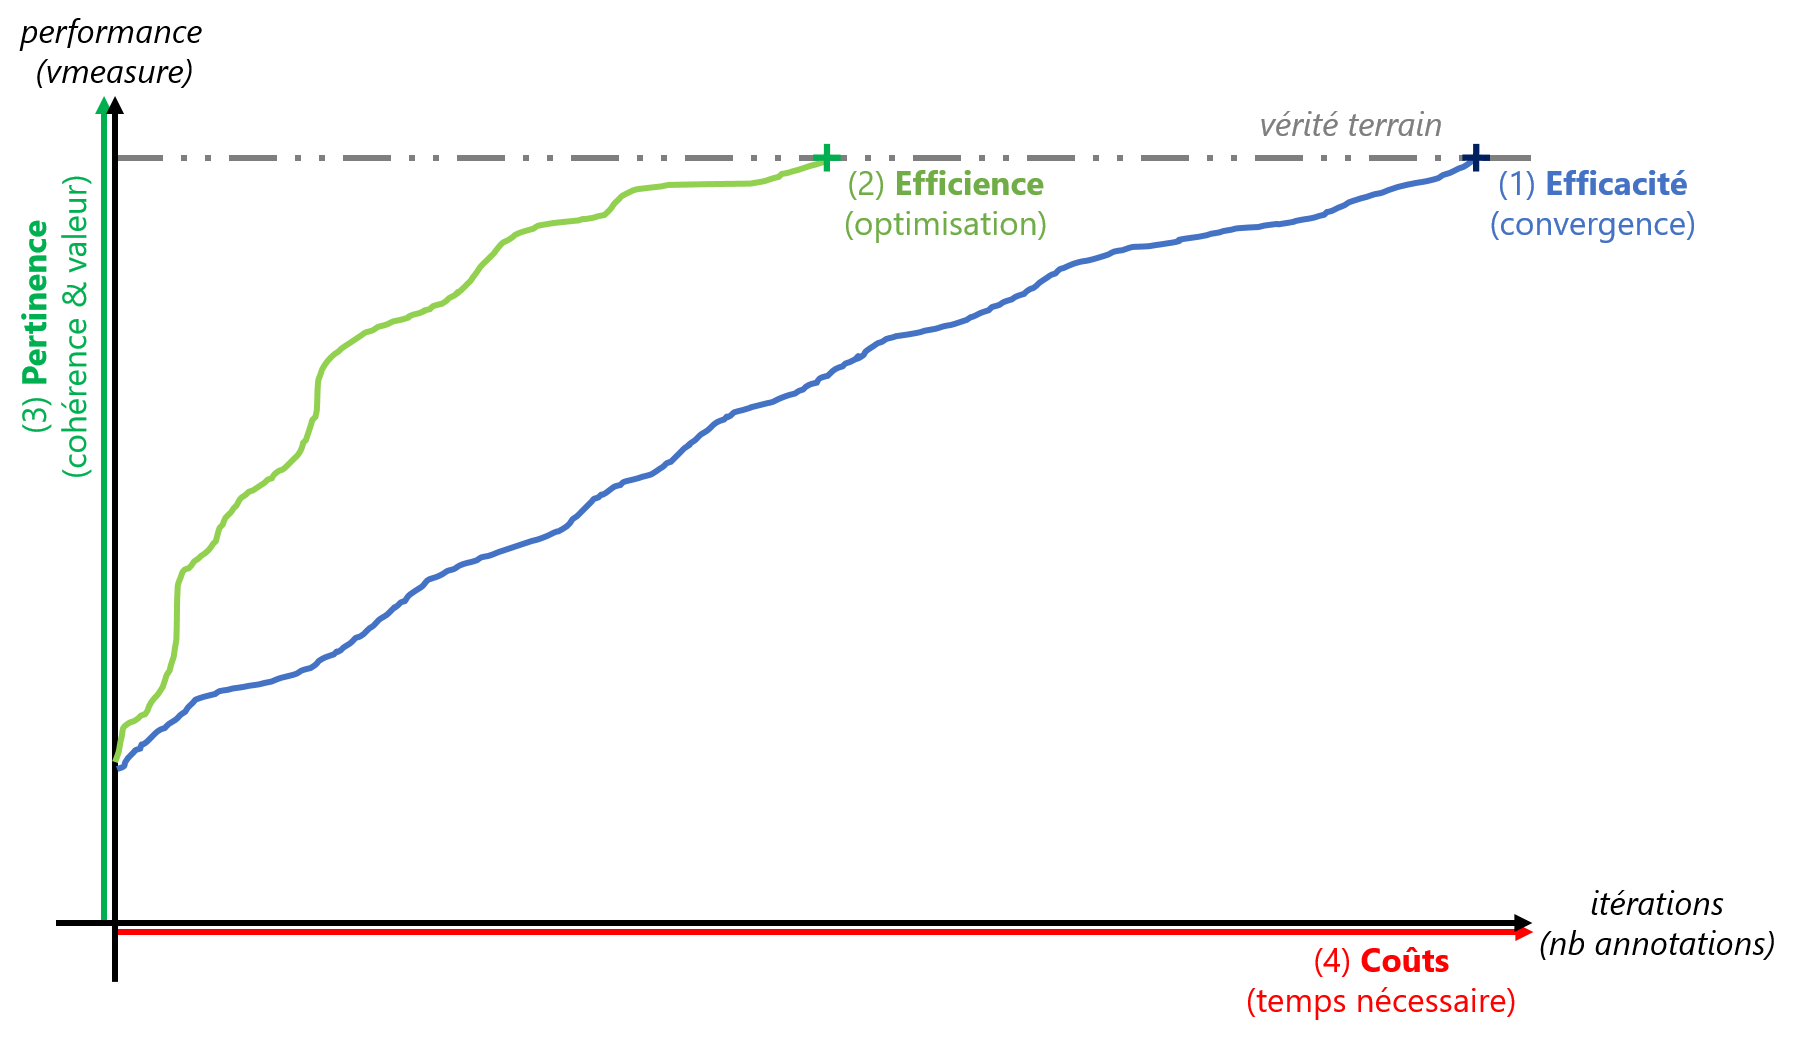 performance
(vmeasure)
vérité terrain
(2) Efficience
(optimisation)
(1) Efficacité
(convergence)
(3) Pertinence
(cohérence & valeur)
itérations
(nb annotations)
(4) Coûts
(temps nécessaire)